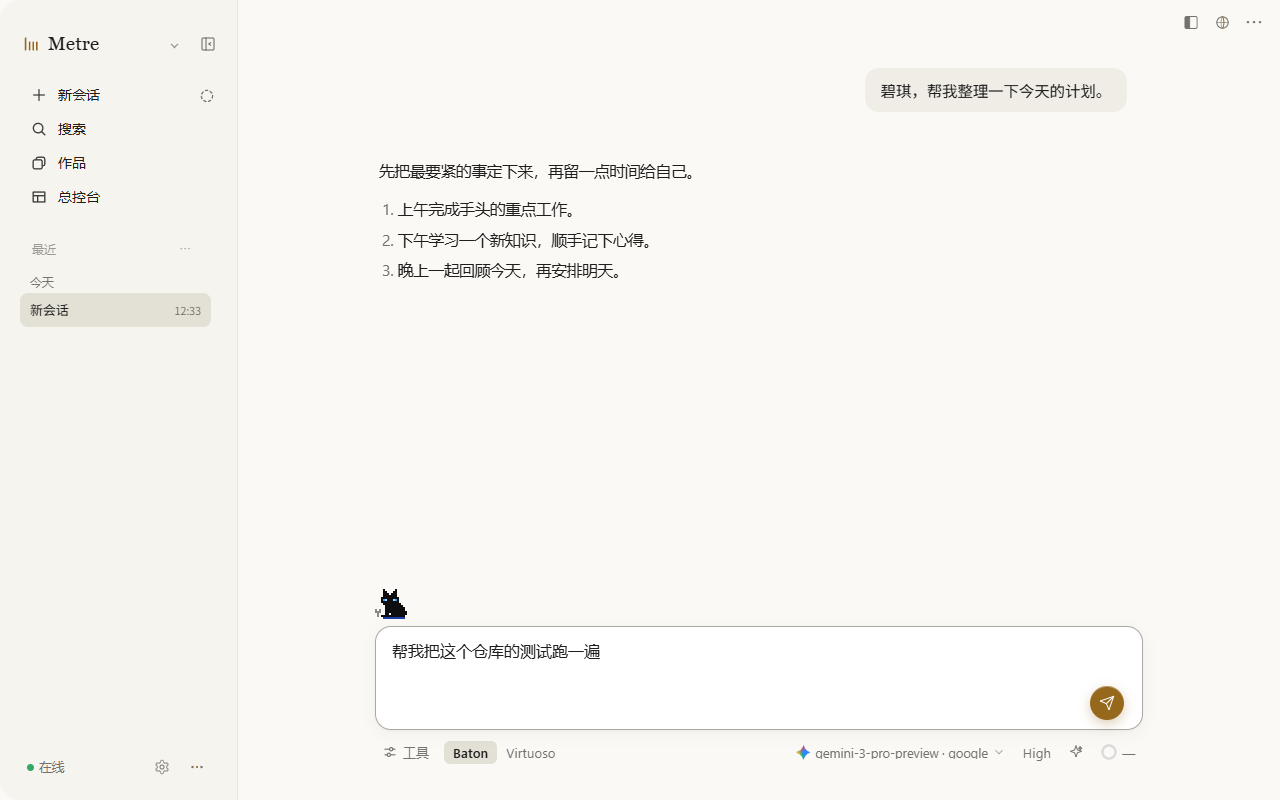 Metre
新会话
搜索
作品
总控台
最近
今天
新会话 12:33
在线
碧琪，帮我整理一下今天的计划。
先把最要紧的事定下来，再留一点时间给自己。
1. 上午完成手头的重点工作。
2. 下午学习一个新知识，顺手记下心得。
3. 晚上一起回顾今天，再安排明天。
帮我把这个仓库的测试跑一遍
工具 Baton Virtuoso gemini-3-pro-preview · google High —